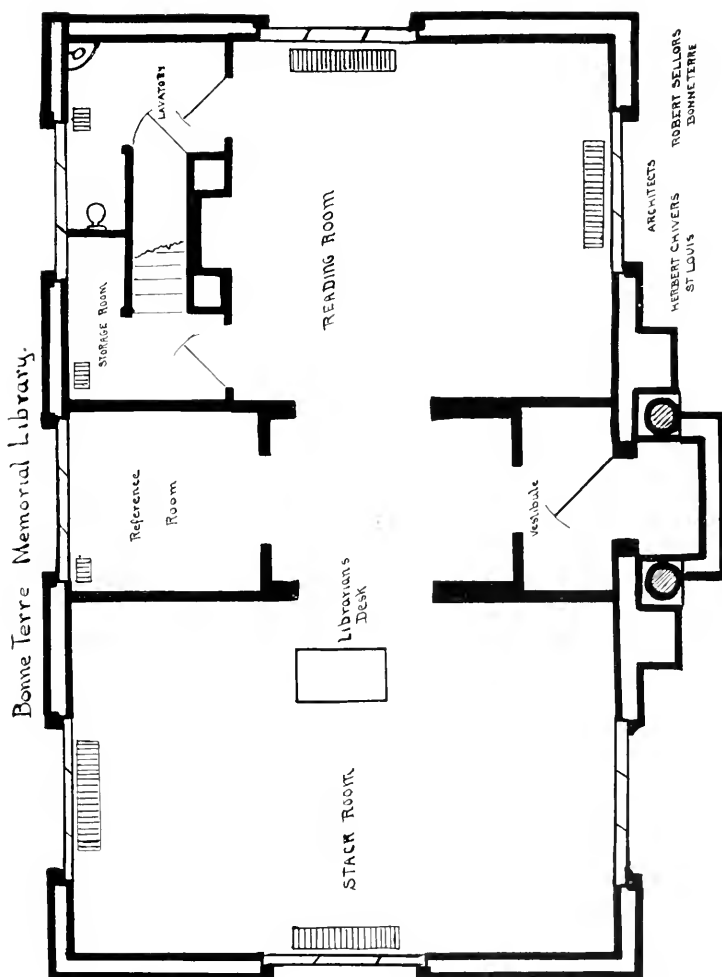 Bonne Terre Memorial Library.
STORAGE ROOM
LAVATORY
Reference
Room
READING ROOM
Librarians
Desk
STACK ROOM
Vestibule
ARCHITECTS
HERBERT CHIVERS
ST LOUIS
ROBERT SELLORS
BONNETERRE